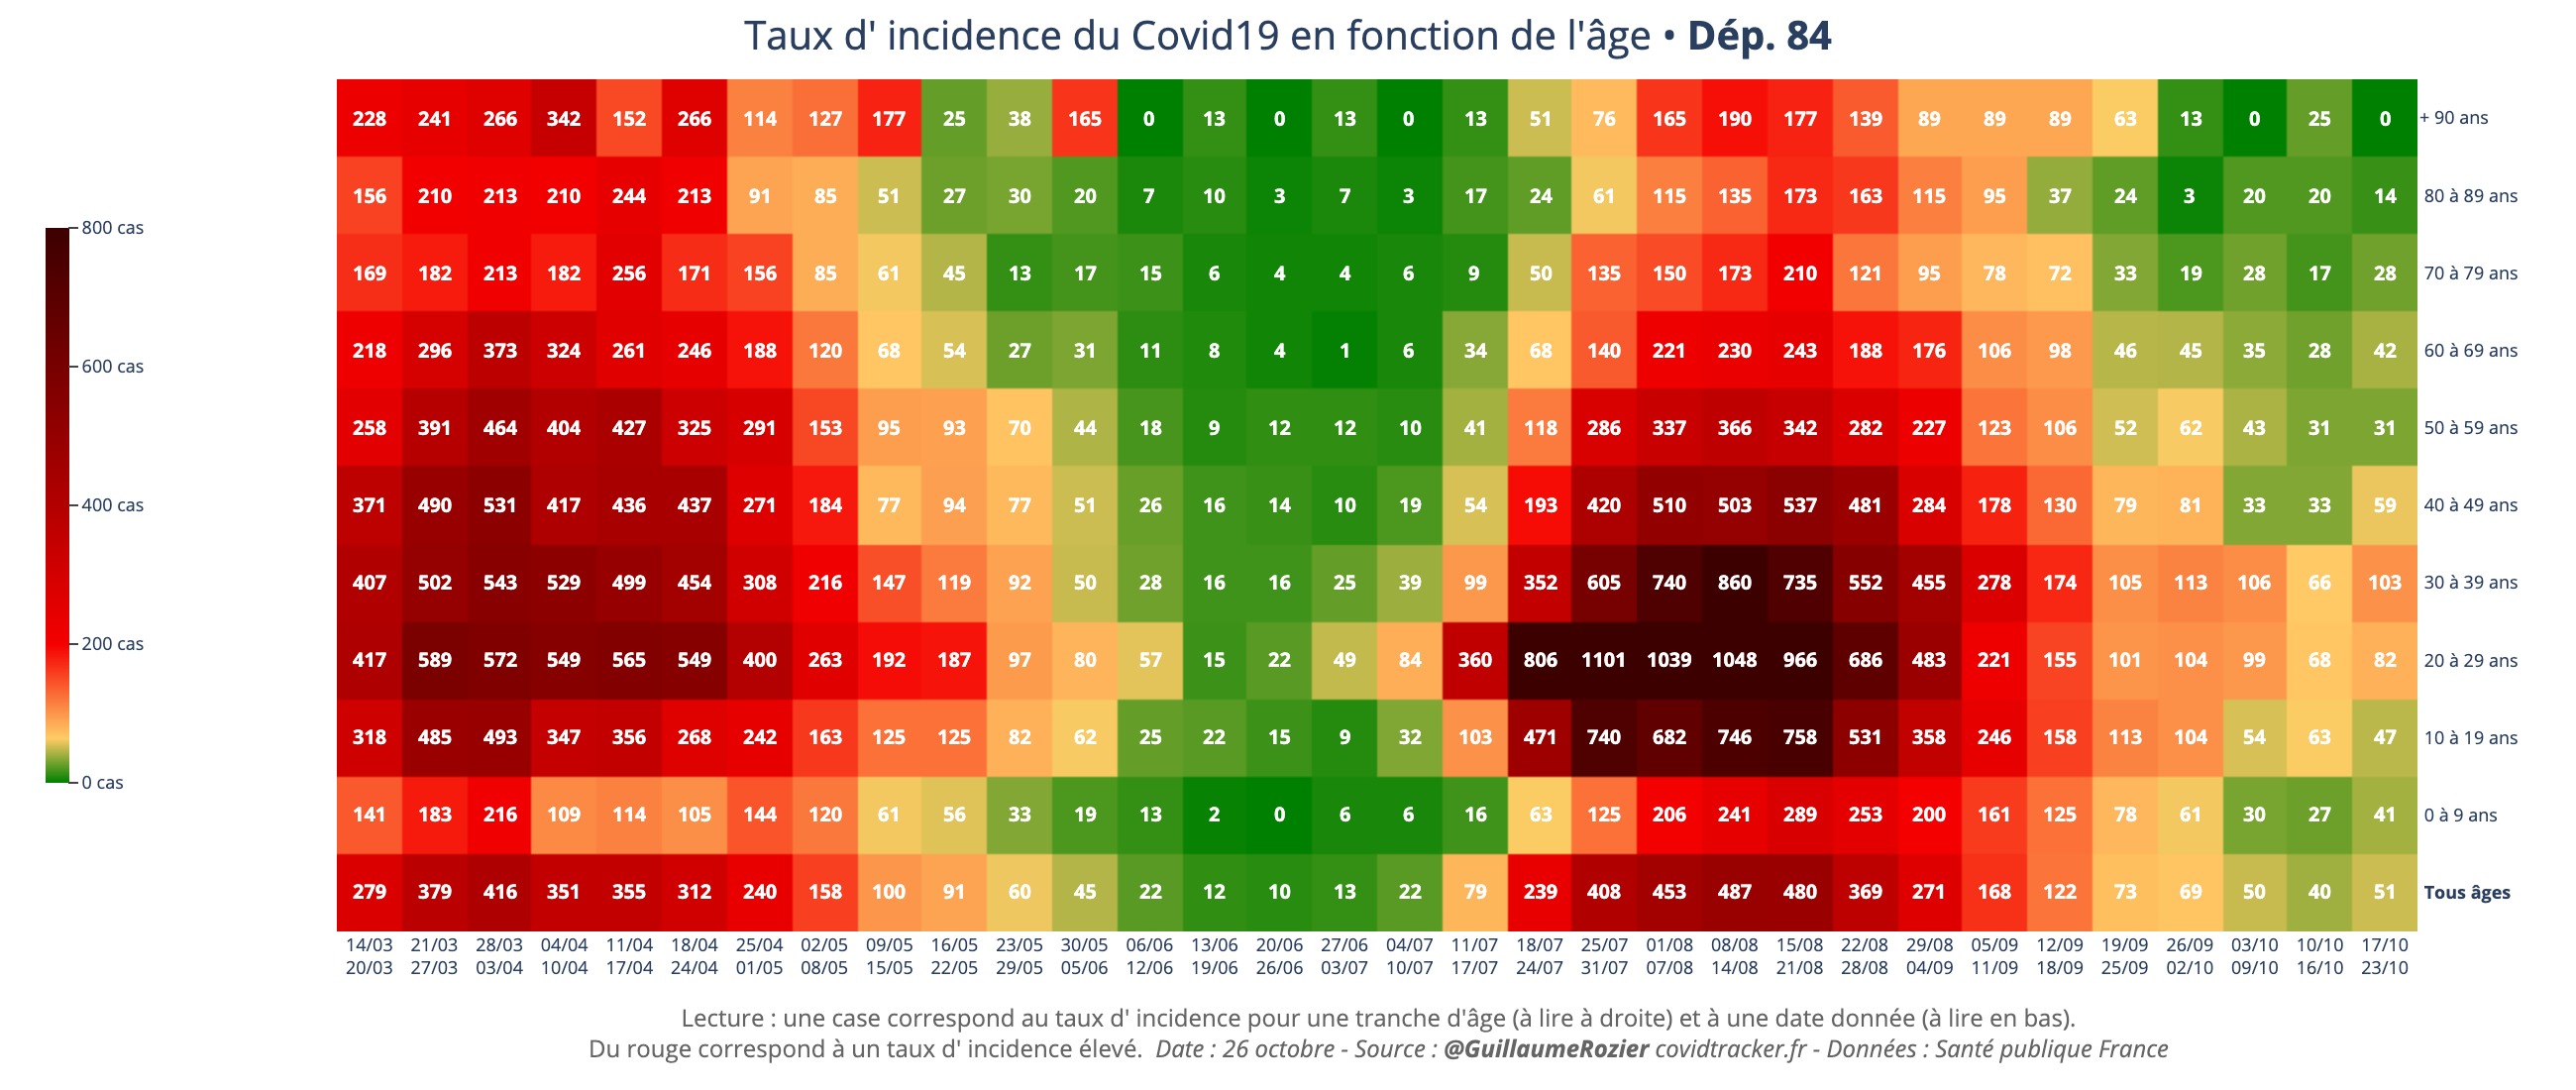 Taux d' incidence du Covid19 en fonction de l'âge • Dép. 84
228 241 266 342 152 266 114 127 177 25 38 165 0 13 0 13 0 13 51 76 165 190 177 139 89 89 89 63 13 0 25 0 + 90 ans
156 210 213 210 244 213 91 85 51 27 30 20 7 10 3 7 3 17 24 61 115 135 173 163 115 95 37 24 3 20 20 14 80 à 89 ans
169 182 213 182 256 171 156 85 61 45 13 17 15 6 4 4 6 9 50 135 150 173 210 121 95 78 72 33 19 28 17 28 70 à 79 ans
218 296 373 324 261 246 188 120 68 54 27 31 11 8 4 1 6 34 68 140 221 230 243 188 176 106 98 46 45 35 28 42 60 à 69 ans
258 391 464 404 427 325 291 153 95 93 70 44 18 9 12 12 10 41 118 286 337 366 342 282 227 123 106 52 62 43 31 31 50 à 59 ans
371 490 531 417 436 437 271 184 77 94 77 51 26 16 14 10 19 54 193 420 510 503 537 481 284 178 130 79 81 33 33 59 40 à 49 ans
407 502 543 529 499 454 308 216 147 119 92 50 28 16 16 25 39 99 352 605 740 860 735 552 455 278 174 105 113 106 66 103 30 à 39 ans
417 589 572 549 565 549 400 263 192 187 97 80 57 15 22 49 84 360 806 1101 1039 1048 966 686 483 221 155 101 104 99 68 82 20 à 29 ans
318 485 493 347 356 268 242 163 125 125 82 62 25 22 15 9 32 103 471 740 682 746 758 531 358 246 158 113 104 54 63 47 10 à 19 ans
141 183 216 109 114 105 144 120 61 56 33 19 13 2 0 6 6 16 63 125 206 241 289 253 200 161 125 78 61 30 27 41 0 à 9 ans
279 379 416 351 355 312 240 158 100 91 60 45 22 12 10 13 22 79 239 408 453 487 480 369 271 168 122 73 69 50 40 51 Tous âges
14/03 21/03 28/03 04/04 11/04 18/04 25/04 02/05 09/05 16/05 23/05 30/05 06/06 13/06 20/06 27/06 04/07 11/07 18/07 25/07 01/08 08/08 15/08 22/08 29/08 05/09 12/09 19/09 26/09 03/10 10/10 17/10
20/03 27/03 03/04 10/04 17/04 24/04 01/05 08/05 15/05 22/05 29/05 05/06 12/06 19/06 26/06 03/07 10/07 17/07 24/07 31/07 07/08 14/08 21/08 28/08 04/09 11/09 18/09 25/09 02/10 09/10 16/10 23/10
800 cas
600 cas
400 cas
200 cas
0 cas
Lecture : une case correspond au taux d' incidence pour une tranche d'âge (à lire à droite) et à une date donnée (à lire en bas).
Du rouge correspond à un taux d' incidence élevé. Date : 26 octobre - Source : @GuillaumeRozier covidtracker.fr - Données : Santé publique France